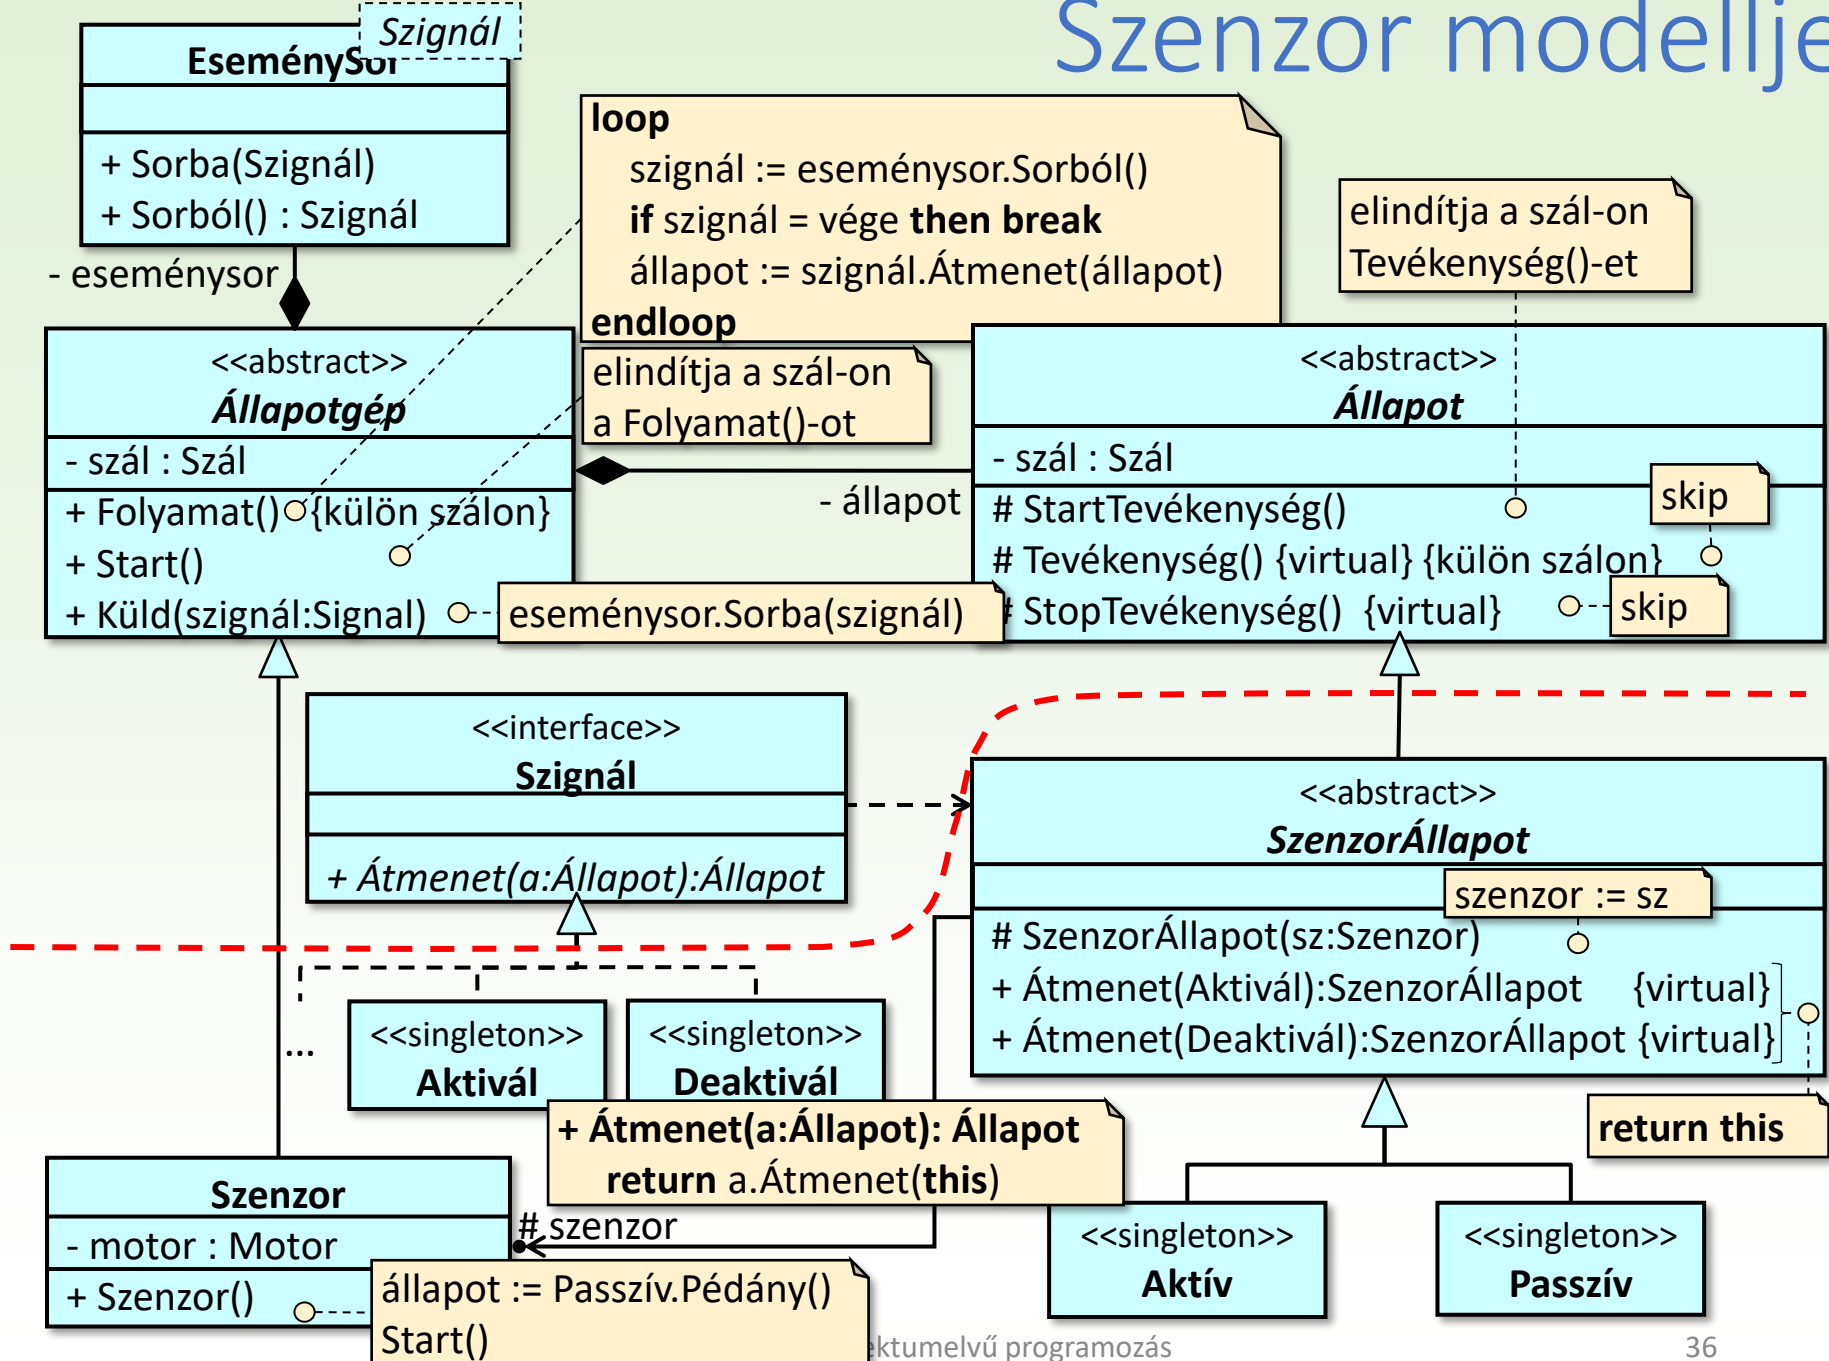 Szenzor modellje
Szignál
EseménySor
+ Sorba(Szignál)
+ Sorból() : Szignál
- eseménysor
loop
szignál := eseménysor.Sorból()
if szignál = vége then break
állapot := szignál.Átmenet(állapot)
endloop
elindítja a szál-on
Tevékenység()-et
<<abstract>>
Állapotgép
- szál : Szál
+ Folyamat() {külön szálon}
+ Start()
+ Küld(szignál:Signal)
elindítja a szál-on
a Folyamat()-ot
eseménysor.Sorba(szignál)
- állapot
<<abstract>>
Állapot
- szál : Szál
# StartTevékenység()
# Tevékenység() {virtual} {külön szálon}
# StopTevékenység() {virtual}
skip
skip
<<interface>>
Szignál
+ Átmenet(a:Állapot):Állapot
<<abstract>>
SzenzorÁllapot
szenzor := sz
# SzenzorÁllapot(sz:Szenzor)
+ Átmenet(Aktivál):SzenzorÁllapot {virtual}
+ Átmenet(Deaktivál):SzenzorÁllapot {virtual}
return this
...
<<singleton>>
Aktivál
<<singleton>>
Deaktivál
+ Átmenet(a:Állapot): Állapot
return a.Átmenet(this)
Szenzor
- motor : Motor
+ Szenzor()
# szenzor
állapot := Passzív.Pédány()
Start()
<<singleton>>
Aktív
<<singleton>>
Passzív
ektumelvű programozás
36